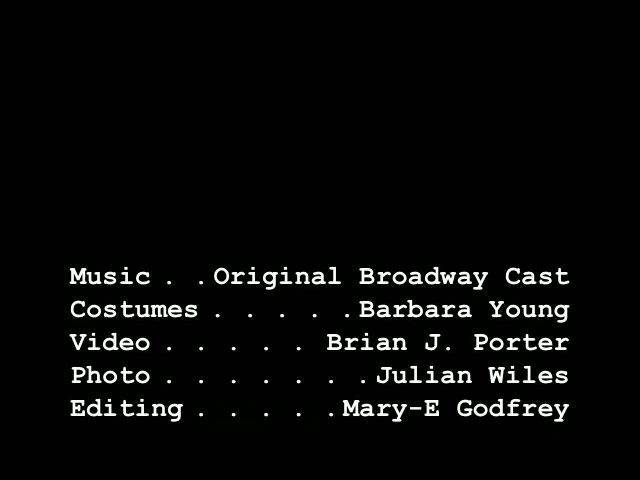 Music . . Original Broadway Cast
Costumes . . . . . Barbara Young
Video . . . . . Brian J. Porter
Photo . . . . . . . Julian Wiles
Editing . . . . . Mary-E Godfrey